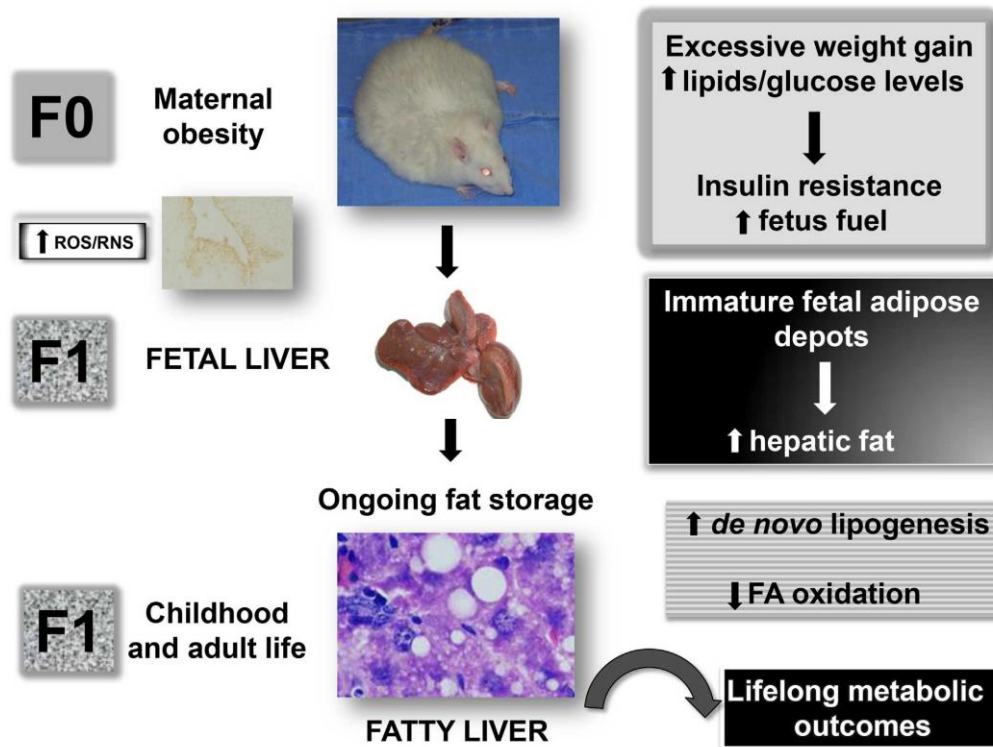 F0
Maternal
obesity
Excessive weight gain
↑ lipids/glucose levels
Insulin resistance
↑ fetus fuel
↑ ROS/RNS
F1
FETAL LIVER
Immature fetal adipose
depots
↑ hepatic fat
Ongoing fat storage
↑ de novo lipogenesis
↓ FA oxidation
F1
Childhood
and adult life
FATTY LIVER
Lifelong metabolic
outcomes